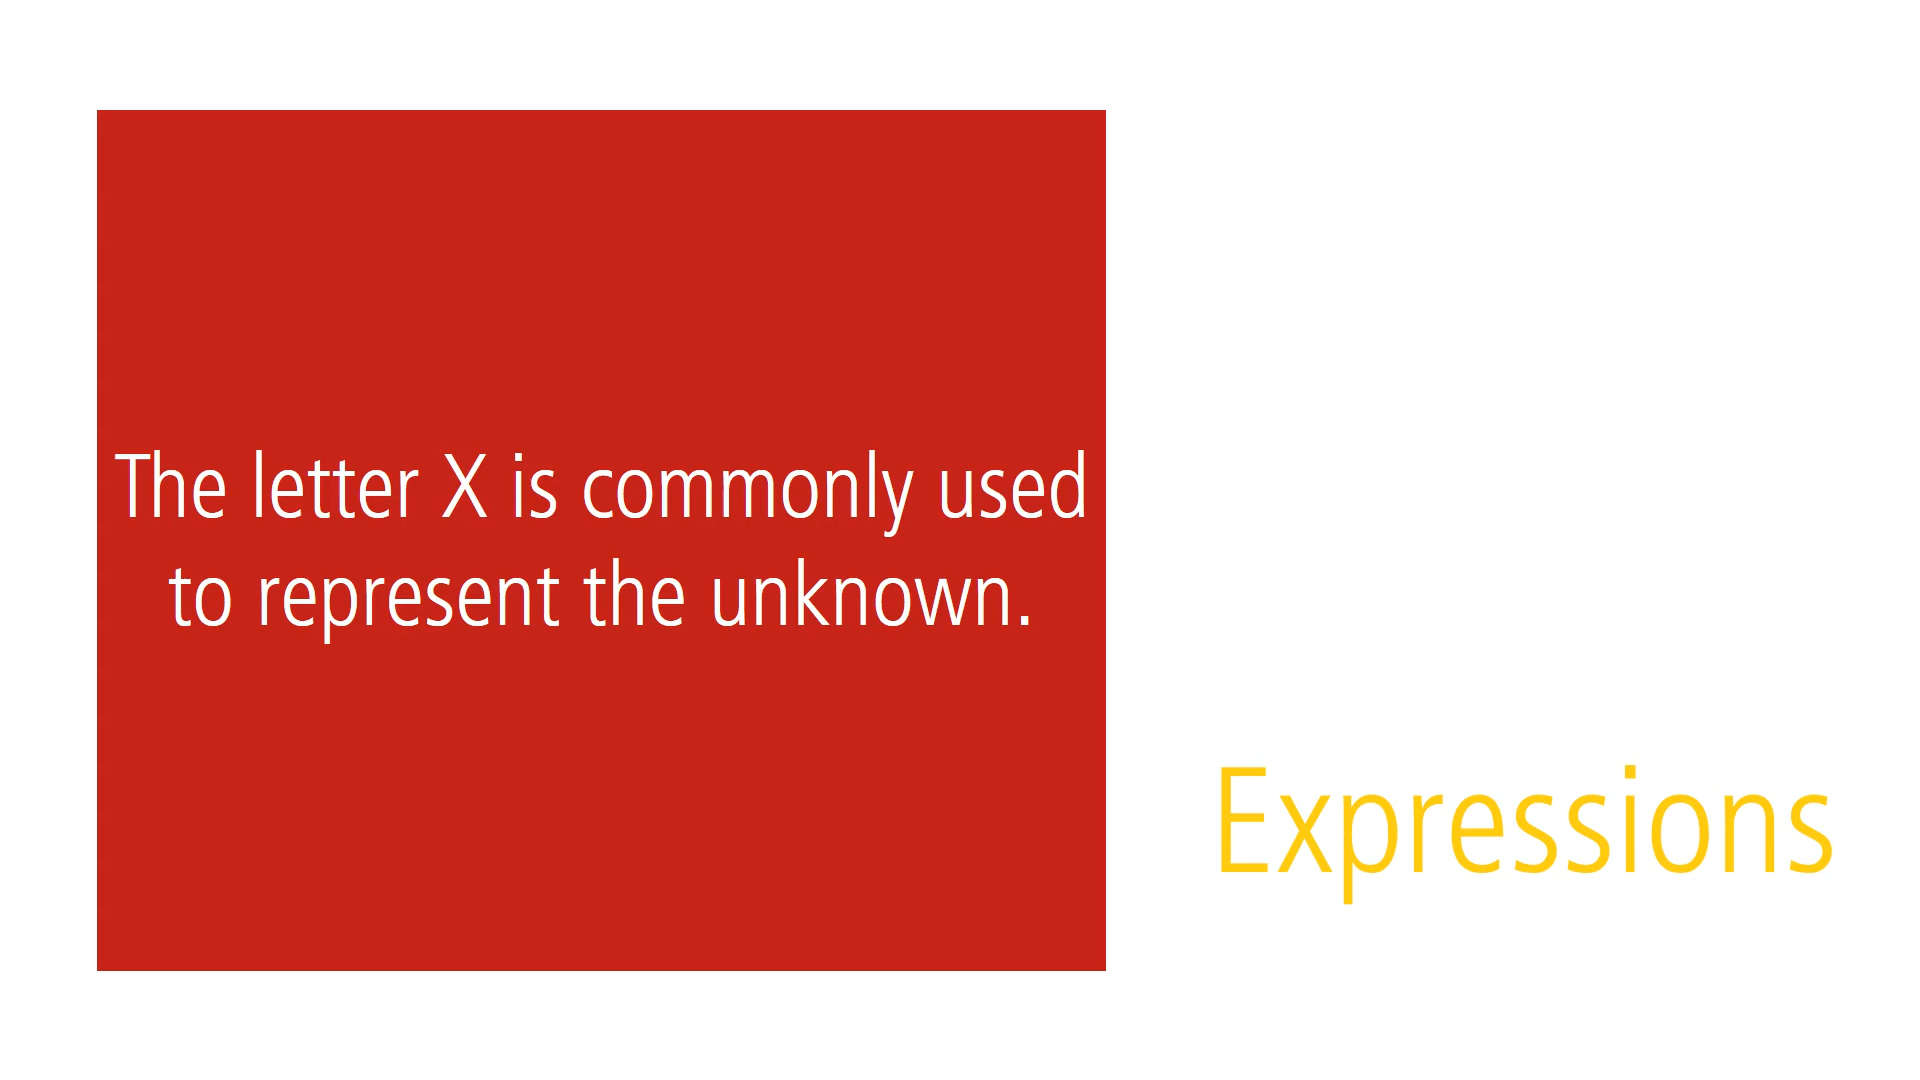 The letter X is commonly used
to represent the unknown.
Expressions